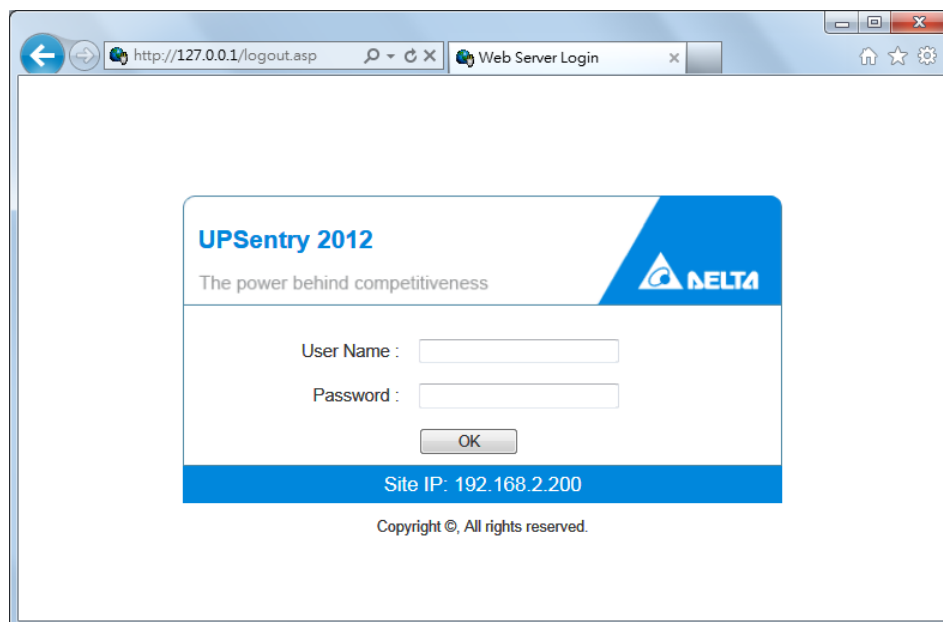 http://127.0.0.1/logout.asp
Web Server Login
UPSentry 2012
The power behind competitiveness
DELTA
User Name :
Password :
OK
Site IP: 192.168.2.200
Copyright ©, All rights reserved.